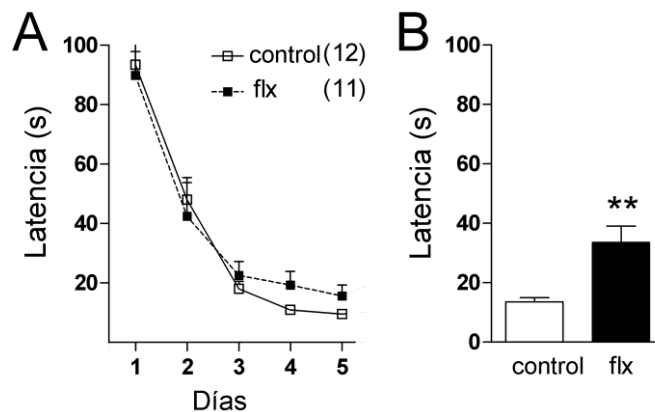 A
Latencia (s)
100
80
60
40
20
control (12)
flx (11)
1 2 3 4 5
Días
B
Latencia (s)
100
80
60
40
20
0
**
control flx